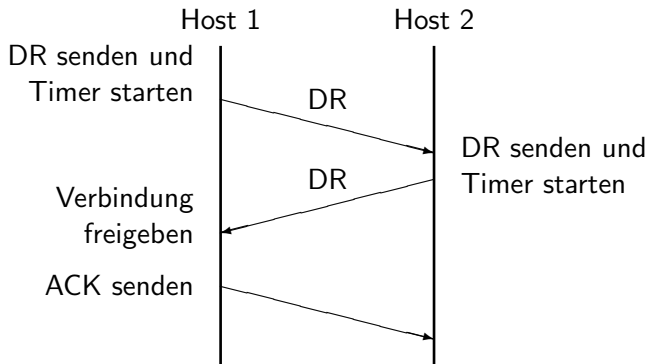 Host 1
Host 2
DR senden und
Timer starten
DR
DR senden und
Timer starten
DR
Verbindung
freigeben
ACK senden